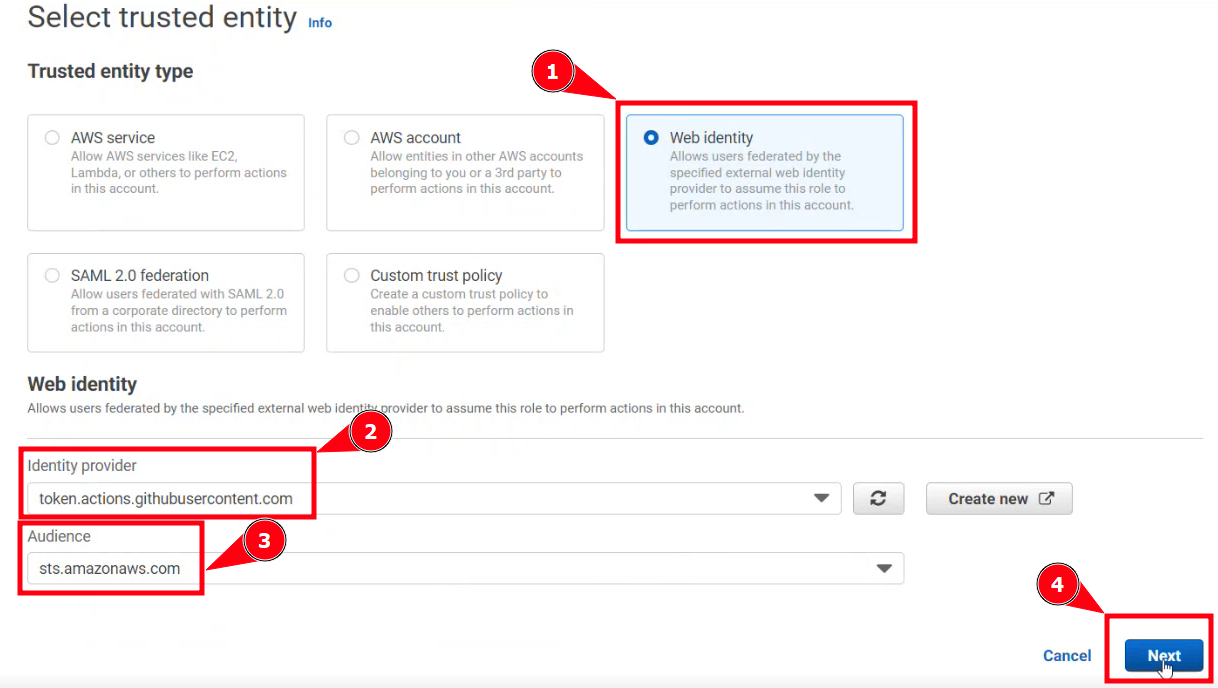 Select trusted entity Info
Trusted entity type
1
AWS service
Allow AWS services like EC2,
Lambda, or others to perform actions
in this account.
AWS account
Allow entities in other AWS accounts
belonging to you or a 3rd party to
perform actions in this account.
Web identity
Allows users federated by the
specified external web identity
provider to assume this role to
perform actions in this account.
SAML 2.0 federation
Allow users federated with SAML 2.0
from a corporate directory to perform
actions in this account.
Custom trust policy
Create a custom trust policy to
enable others to perform actions in
this account.
Web identity
Allows users federated by the specified external web identity provider to assume this role to perform actions in this account.
2
Identity provider
token.actions.githubusercontent.com
Create new
Audience
3
sts.amazonaws.com
4
Cancel
Next